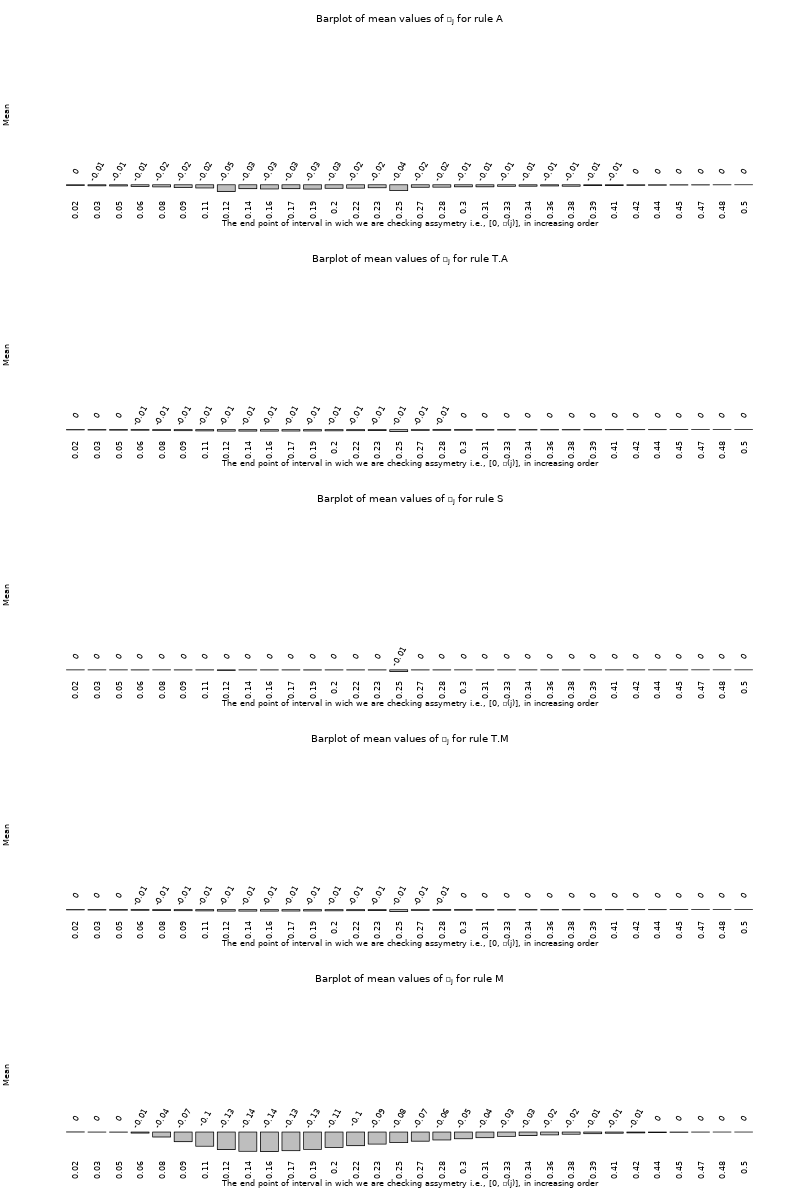 Barplot of mean values of □j for rule A
Mean
0 -0.01 -0.01 -0.01 -0.02 -0.02 -0.02 -0.05 -0.03 -0.03 -0.03 -0.03 -0.03 -0.02 -0.02 -0.04 -0.02 -0.02 -0.01 -0.01 -0.01 -0.01 -0.01 -0.01 -0.01 -0.01 0 0 0 0 0 0
0.02 0.03 0.05 0.06 0.08 0.09 0.11 0.12 0.14 0.16 0.17 0.19 0.2 0.22 0.23 0.25 0.27 0.28 0.3 0.31 0.33 0.34 0.36 0.38 0.39 0.41 0.42 0.44 0.45 0.47 0.48 0.5
The end point of interval in wich we are checking assymetry i.e., [0, □(j)], in increasing order
Barplot of mean values of □j for rule T.A
Mean
0 0 0 -0.01 -0.01 -0.01 -0.01 -0.01 -0.01 -0.01 -0.01 -0.01 -0.01 -0.01 -0.01 -0.01 -0.01 -0.01 0 0 0 0 0 0 0 0 0 0 0 0 0 0
0.02 0.03 0.05 0.06 0.08 0.09 0.11 0.12 0.14 0.16 0.17 0.19 0.2 0.22 0.23 0.25 0.27 0.28 0.3 0.31 0.33 0.34 0.36 0.38 0.39 0.41 0.42 0.44 0.45 0.47 0.48 0.5
The end point of interval in wich we are checking assymetry i.e., [0, □(j)], in increasing order
Barplot of mean values of □j for rule S
Mean
0 0 0 0 0 0 0 0 0 0 0 0 0 0 0 -0.01 0 0 0 0 0 0 0 0 0 0 0 0 0 0 0 0
0.02 0.03 0.05 0.06 0.08 0.09 0.11 0.12 0.14 0.16 0.17 0.19 0.2 0.22 0.23 0.25 0.27 0.28 0.3 0.31 0.33 0.34 0.36 0.38 0.39 0.41 0.42 0.44 0.45 0.47 0.48 0.5
The end point of interval in wich we are checking assymetry i.e., [0, □(j)], in increasing order
Barplot of mean values of □j for rule T.M
Mean
0 0 0 -0.01 -0.01 -0.01 -0.01 -0.01 -0.01 -0.01 -0.01 -0.01 -0.01 -0.01 -0.01 -0.01 -0.01 -0.01 0 0 0 0 0 0 0 0 0 0 0 0 0 0
0.02 0.03 0.05 0.06 0.08 0.09 0.11 0.12 0.14 0.16 0.17 0.19 0.2 0.22 0.23 0.25 0.27 0.28 0.3 0.31 0.33 0.34 0.36 0.38 0.39 0.41 0.42 0.44 0.45 0.47 0.48 0.5
The end point of interval in wich we are checking assymetry i.e., [0, □(j)], in increasing order
Barplot of mean values of □j for rule M
Mean
0 0 0 -0.01 -0.04 -0.07 -0.1 -0.13 -0.14 -0.14 -0.13 -0.13 -0.11 -0.1 -0.09 -0.08 -0.07 -0.06 -0.05 -0.04 -0.03 -0.03 -0.02 -0.02 -0.01 -0.01 -0.01 0 0 0 0 0
0.02 0.03 0.05 0.06 0.08 0.09 0.11 0.12 0.14 0.16 0.17 0.19 0.2 0.22 0.23 0.25 0.27 0.28 0.3 0.31 0.33 0.34 0.36 0.38 0.39 0.41 0.42 0.44 0.45 0.47 0.48 0.5
The end point of interval in wich we are checking assymetry i.e., [0, □(j)], in increasing order